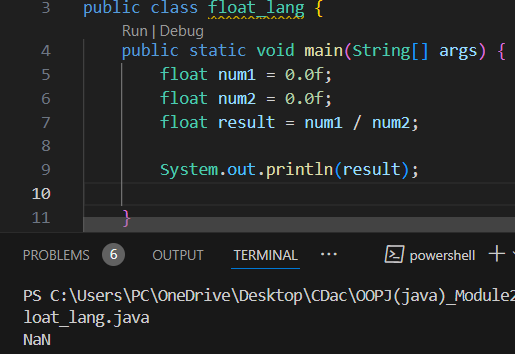 3 public class float_lang {
Run | Debug
4 public static void main(String[] args) {
5 float num1 = 0.0f;
6 float num2 = 0.0f;
7 float result = num1 / num2;
8
9 System.out.println(result);
10
11 }
PROBLEMS 6 OUTPUT TERMINAL ··· powershell +
PS C:\Users\PC\OneDrive\Desktop\CDac\OOPJ(java)_Module2
loat_lang.java
NaN